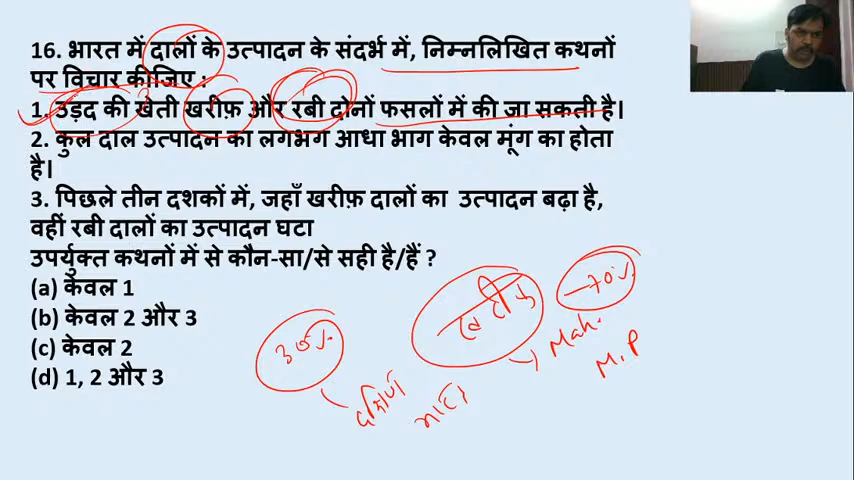 16. भारत में दालों के उत्पादन के संदर्भ में, निम्नलिखित कथनों
पर विचार कीजिए :
1. उड़द की खेती खरीफ़ और रबी दोनों फसलों में की जा सकती है।
2. कुल दाल उत्पादन का लगभग आधा भाग केवल मूंग का होता
है।
3. पिछले तीन दशकों में, जहाँ खरीफ़ दालों का उत्पादन बढ़ा है,
वहीं रबी दालों का उत्पादन घटा
उपर्युक्त कथनों में से कौन-सा/से सही है/हैं ?
(a) केवल 1
(b) केवल 2 और 3
(c) केवल 2
(d) 1, 2 और 3
70%
खरीफ
30%
Mah.
M.P